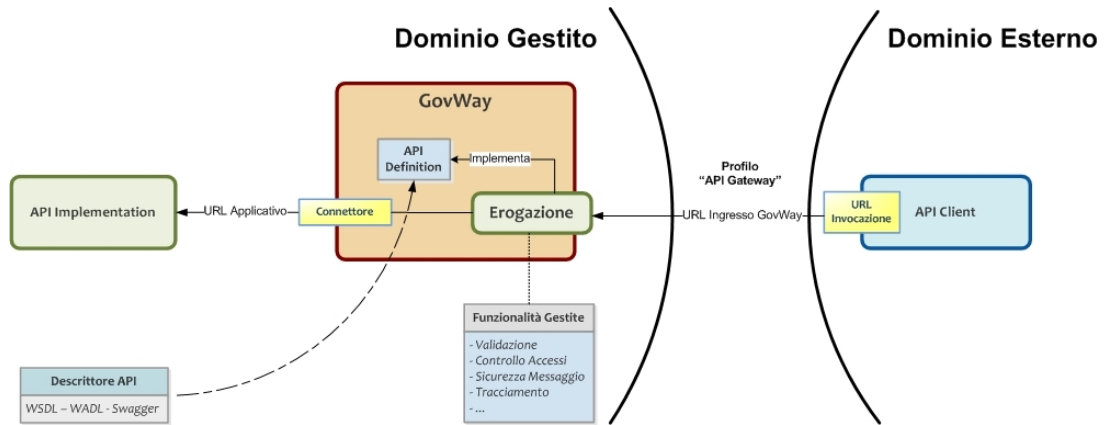 Dominio Gestito
Dominio Esterno
GovWay
API
Definition
Implementa
Profilo
“API Gateway”
API Implementation
URL Applicativo
Connettore
Erogazione
URL Ingresso GovWay
URL
Invocazione
API Client
Funzionalità Gestite
- Validazione
- Controllo Accessi
- Sicurezza Messaggio
- Tracciamento
- ...
Descrittore API
WSDL – WADL - Swagger